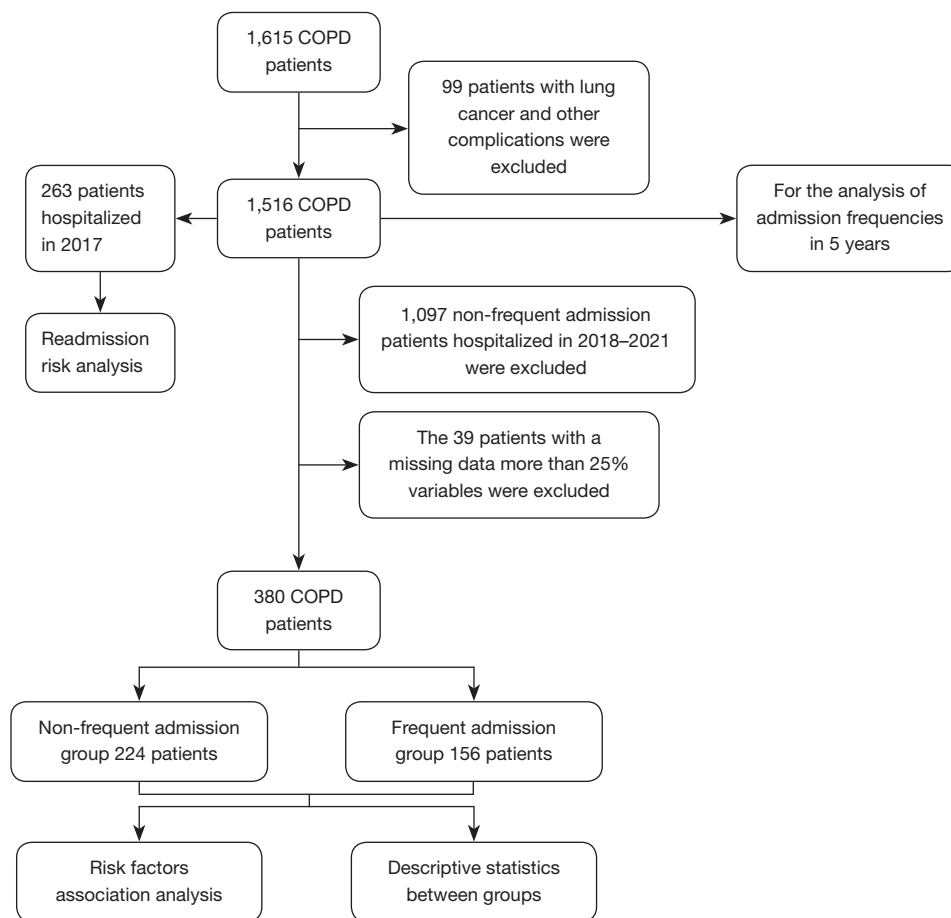 1,615 COPD
patients
99 patients with lung
cancer and other
complications were
excluded
263 patients
hospitalized
in 2017
1,516 COPD
patients
For the analysis of
admission frequencies
in 5 years
Readmission
risk analysis
1,097 non-frequent admission
patients hospitalized in 2018–2021
were excluded
The 39 patients with a
missing data more than 25%
variables were excluded
380 COPD
patients
Non-frequent admission
group 224 patients
Frequent admission
group 156 patients
Risk factors
association analysis
Descriptive statistics
between groups